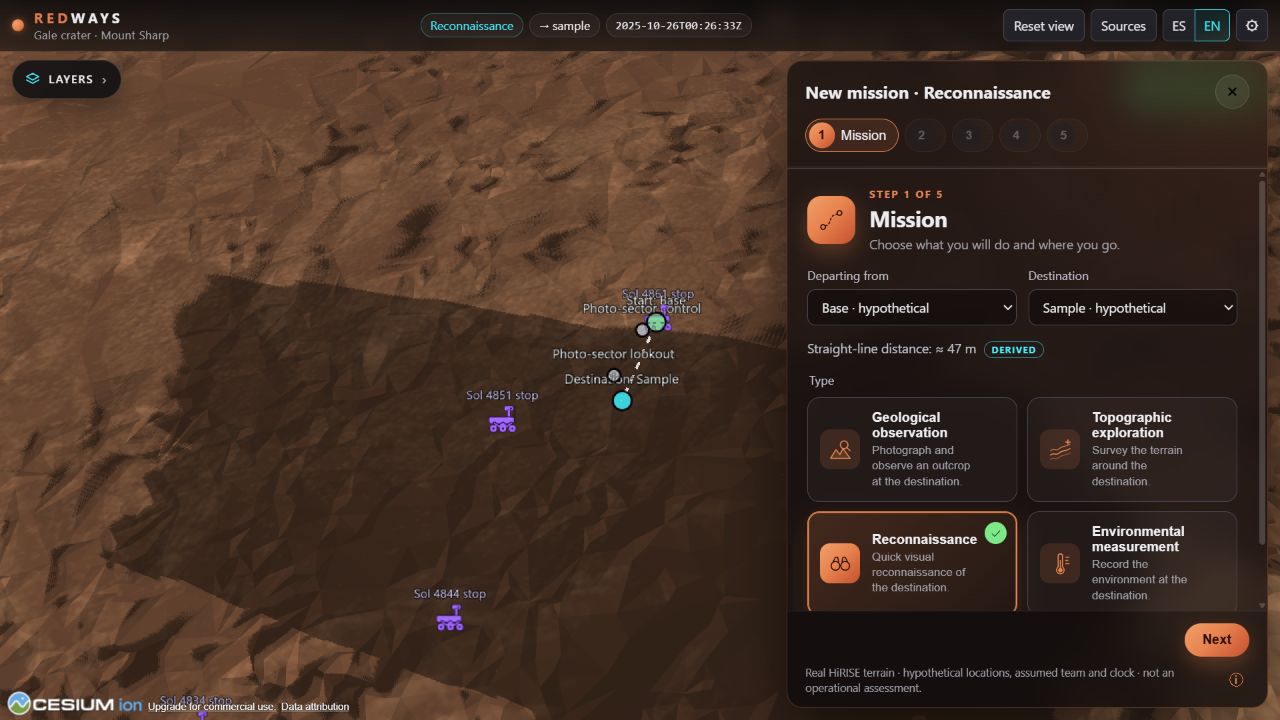 REDWAYS
Gale crater · Mount Sharp
Reconnaissance
→ sample
2025-10-26T00:26:33Z
Reset view
Sources
ES
EN
LAYERS ›
Sol 4861 stop
Start: Base
Photo-sector control
Photo-sector lookout
Destination: Sample
Sol 4851 stop
Sol 4844 stop
Sol 4834 stop
CESIUM ion
Upgrade for commercial use. Data attribution
New mission · Reconnaissance
1 Mission 2 3 4 5
STEP 1 OF 5
Mission
Choose what you will do and where you go.
Departing from
Base · hypothetical
Destination
Sample · hypothetical
Straight-line distance: ≈ 47 m DERIVED
Type
Geological
observation
Photograph and
observe an outcrop
at the destination.
Topographic
exploration
Survey the terrain
around the
destination.
Reconnaissance
Quick visual
reconnaissance of
the destination.
Environmental
measurement
Record the
environment at the
destination.
Next
Real HiRISE terrain · hypothetical locations, assumed team and clock · not an
operational assessment.